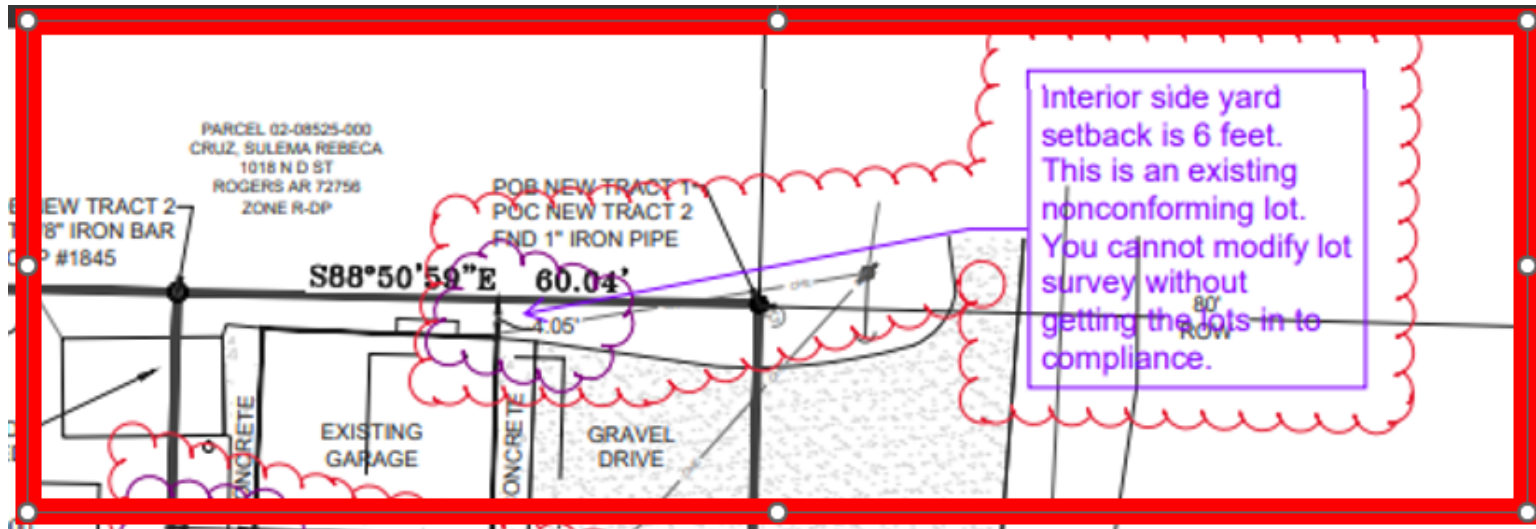 PARCEL 02-08525-000
CRUZ, SULEMA REBECA
1018 N D ST
ROGERS AR 72756
ZONE R-DP
NEW TRACT 2
IRON BAR
#1845
POB NEW TRACT 1
POC NEW TRACT 2
FND 1" IRON PIPE
S88°50'59"E 60.04'
4.05'
Interior side yard
setback is 6 feet.
This is an existing
nonconforming lot.
You cannot modify lot
survey without
getting the lots in to
compliance.
80'
ROW
EXISTING
GARAGE
CONCRETE
GRAVEL
DRIVE